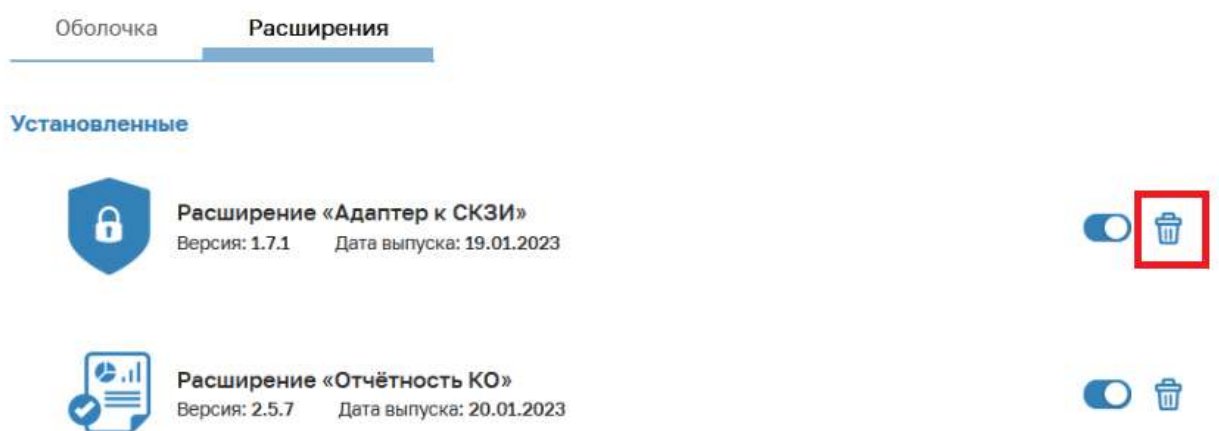 Оболочка Расширения
Установленные
Расширение «Адаптер к СКЗИ»
Версия: 1.7.1 Дата выпуска: 19.01.2023
Расширение «Отчётность КО»
Версия: 2.5.7 Дата выпуска: 20.01.2023